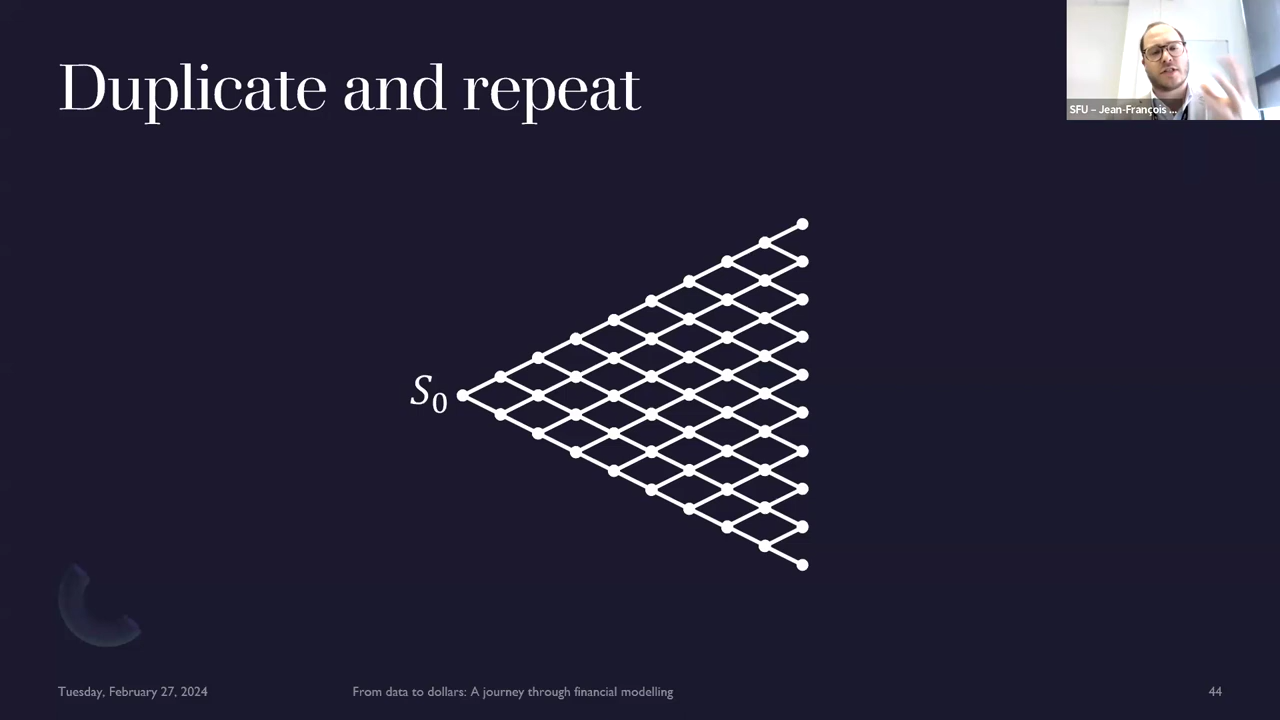 Duplicate and repeat
SFU – Jean-François ...
S0
Tuesday, February 27, 2024
From data to dollars: A journey through financial modelling
44